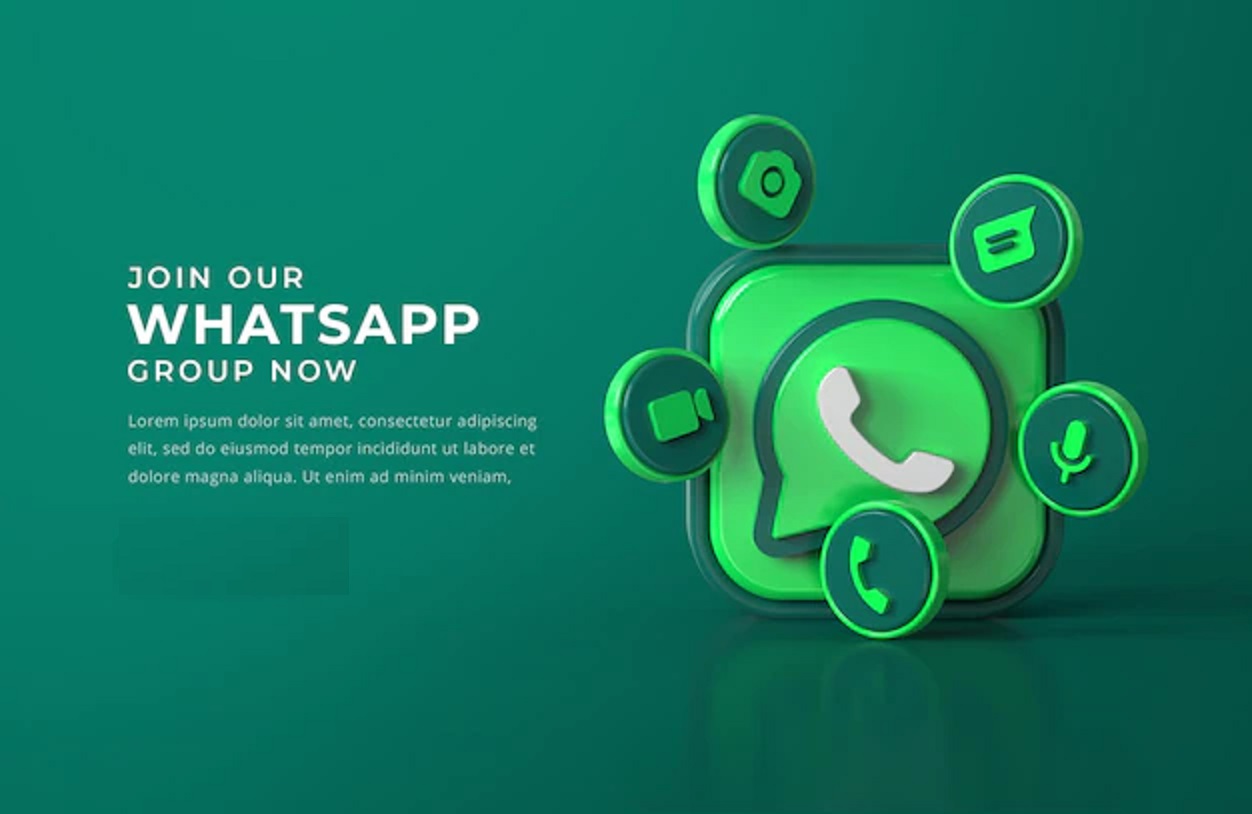 JOIN OUR
WHATSAPP
GROUP NOW
Lorem ipsum dolor sit amet, consectetur adipiscing
elit, sed do eiusmod tempor incididunt ut labore et
dolore magna aliqua. Ut enim ad minim veniam,